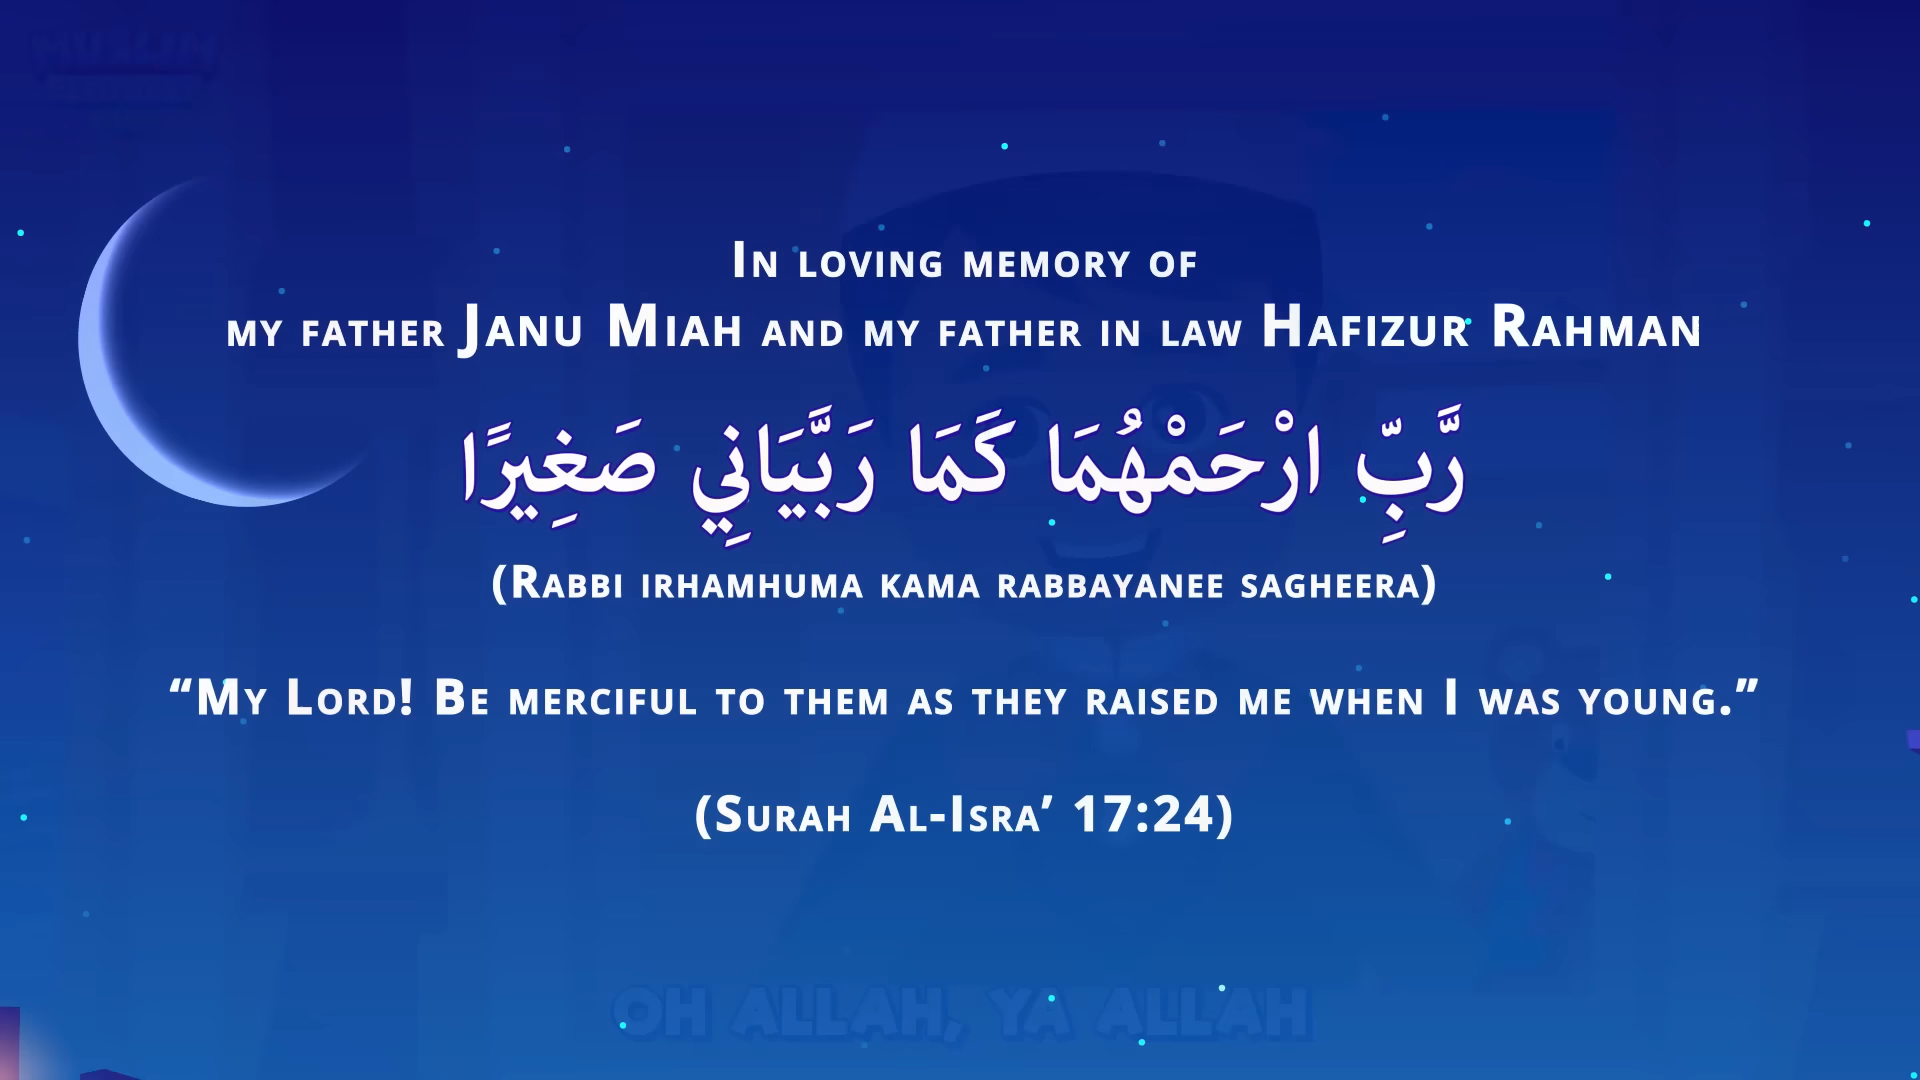 In loving memory of
my father Janu Miah and my father in law Hafizur Rahman
رَّبِّ ارْحَمْهُمَا كَمَا رَبَّيَانِي صَغِيرًا
(Rabbi irhamhuma kama rabbayanee sagheera)
“My Lord! Be merciful to them as they raised me when I was young.”
(Surah Al-Isra’ 17:24)
OH ALLAH, YA ALLAH